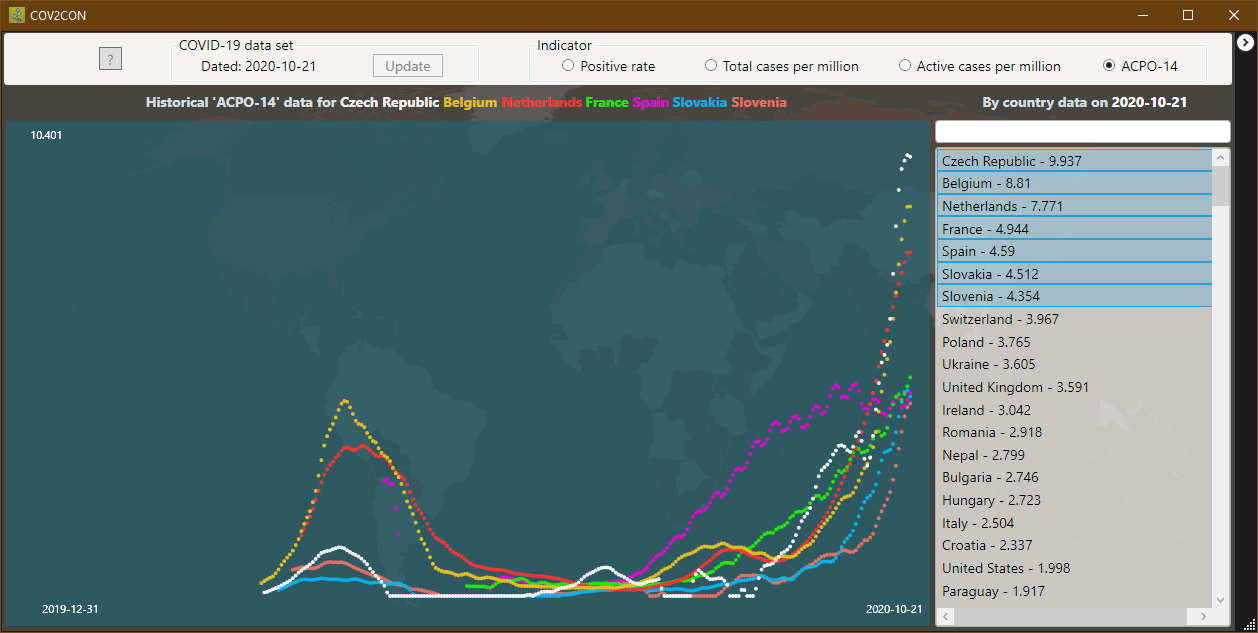 COV2CON
?
COVID-19 data set
Dated: 2020-10-21
Update
Indicator
Positive rate
Total cases per million
Active cases per million
ACPO-14
Historical 'ACPO-14' data for Czech Republic Belgium Netherlands France Spain Slovakia Slovenia
By country data on 2020-10-21
10.401
2019-12-31
2020-10-21
Czech Republic - 9.937
Belgium - 8.81
Netherlands - 7.771
France - 4.944
Spain - 4.59
Slovakia - 4.512
Slovenia - 4.354
Switzerland - 3.967
Poland - 3.765
Ukraine - 3.605
United Kingdom - 3.591
Ireland - 3.042
Romania - 2.918
Nepal - 2.799
Bulgaria - 2.746
Hungary - 2.723
Italy - 2.504
Croatia - 2.337
United States - 1.998
Paraguay - 1.917